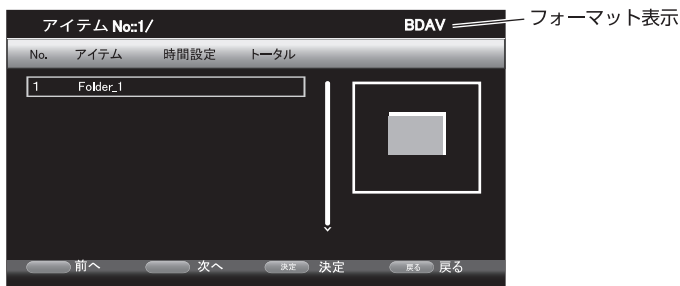 アイテム No.:1/ BDAV フォーマット表示
No. アイテム 時間設定 トータル
1 Folder_1
前へ 次へ 決定 決定 戻る 戻る